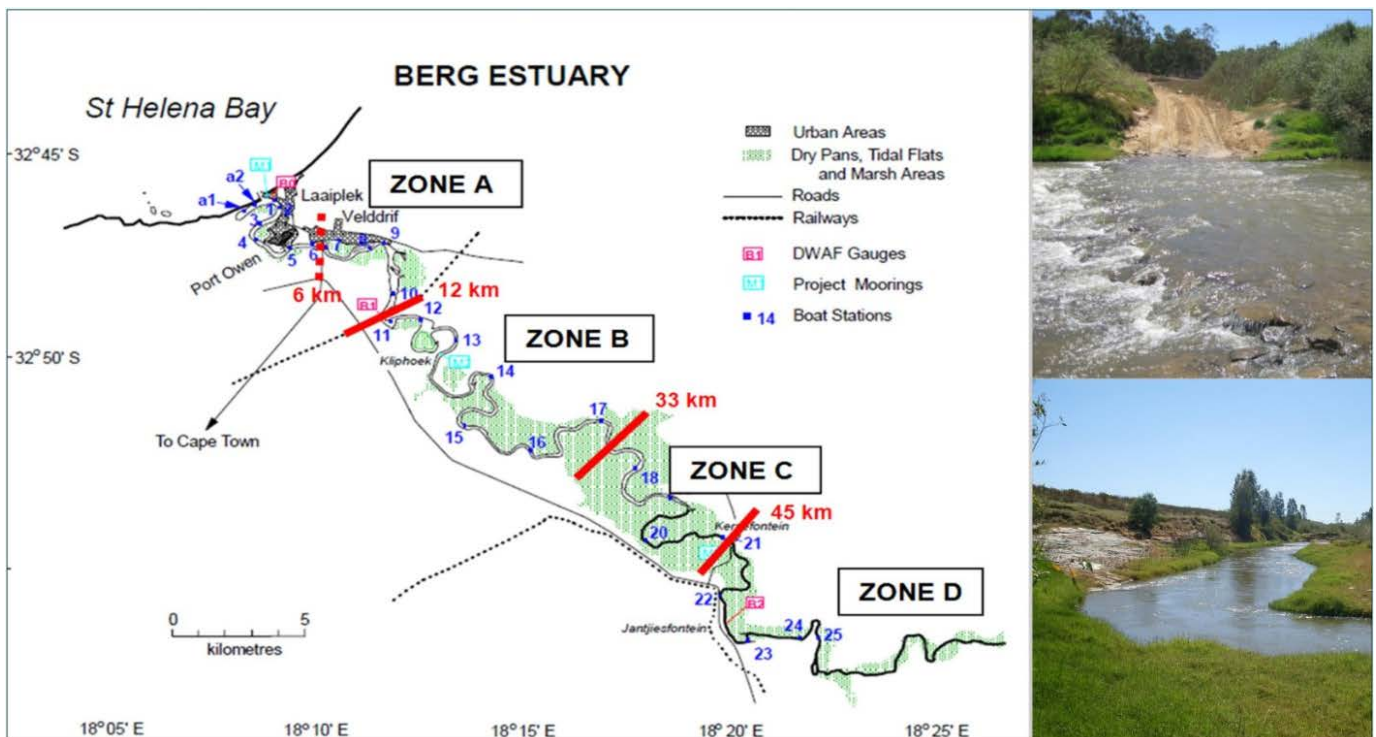 BERG ESTUARY
St Helena Bay
32°45' S
a2
a1
M
B0
Laaiplek
ZONE A
Velddrif
1
2
3
4
5
6
7
8
9
Port Owen
6 km
10
12 km
B1
11
12
Kliphoek
13
ZONE B
M
14
32°50' S
To Cape Town
15
16
17
33 km
18
ZONE C
45 km
20
21
22
B2
ZONE D
Jantjiesfontein
23
24
25
Urban Areas
Dry Pans, Tidal Flats
and Marsh Areas
Roads
Railways
B1 DWAF Gauges
M Project Moorings
14 Boat Stations
0 5
kilometres
18°05' E 18°10' E 18°15' E 18°20' E 18°25' E